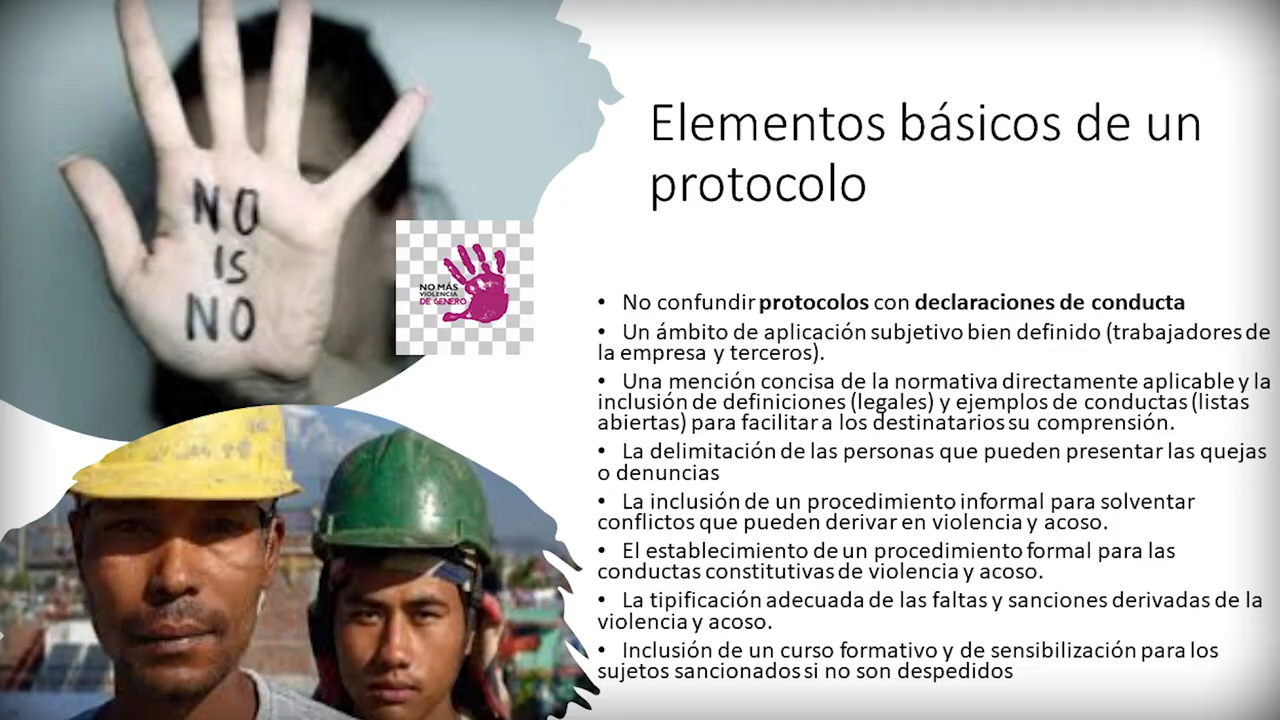 NO
IS
NO
NO MÁS
VIOLENCIA
DE GENERO
Elementos básicos de un
protocolo
• No confundir protocolos con declaraciones de conducta
• Un ámbito de aplicación subjetivo bien definido (trabajadores de
la empresa y terceros).
• Una mención concisa de la normativa directamente aplicable y la
inclusión de definiciones (legales) y ejemplos de conductas (listas
abiertas) para facilitar a los destinatarios su comprensión.
• La delimitación de las personas que pueden presentar las quejas
o denuncias
• La inclusión de un procedimiento informal para solventar
conflictos que pueden derivar en violencia y acoso.
• El establecimiento de un procedimiento formal para las
conductas constitutivas de violencia y acoso.
• La tipificación adecuada de las faltas y sanciones derivadas de la
violencia y acoso.
• Inclusión de un curso formativo y de sensibilización para los
sujetos sancionados si no son despedidos